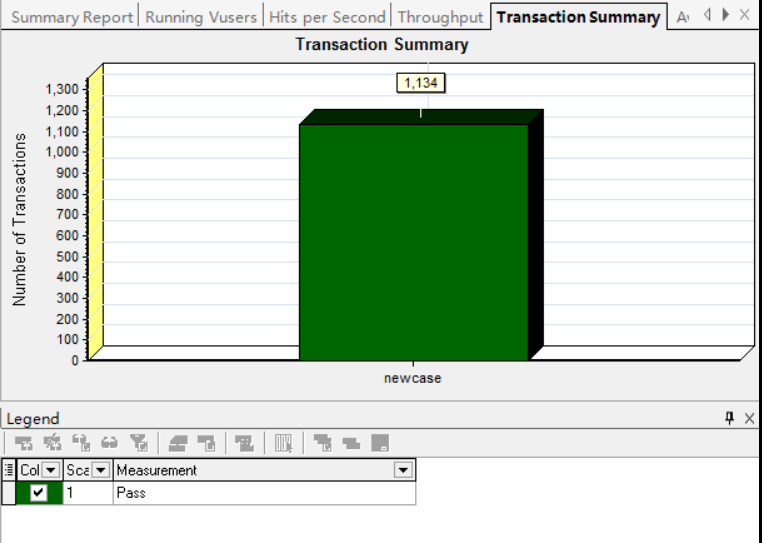 Summary Report Running Vusers Hits per Second Throughput Transaction Summary
Transaction Summary
1,134
Number of Transactions
1,300
1,200
1,100
1,000
900
800
700
600
500
400
300
200
100
0
newcase
Legend
Col Sca Measurement
1 Pass